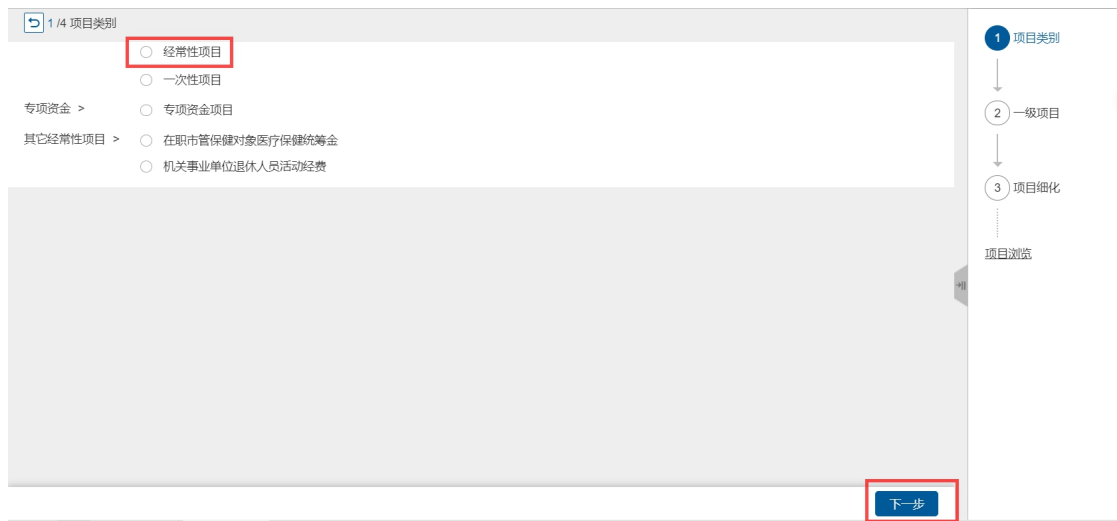 1 /4 项目类别
经常性项目
一次性项目
专项资金 > 专项资金项目
其它经常性项目 > 在职市管保健对象医疗保健统筹金
机关事业单位退休人员活动经费
下一步
1 项目类别
2 一级项目
3 项目细化
项目浏览